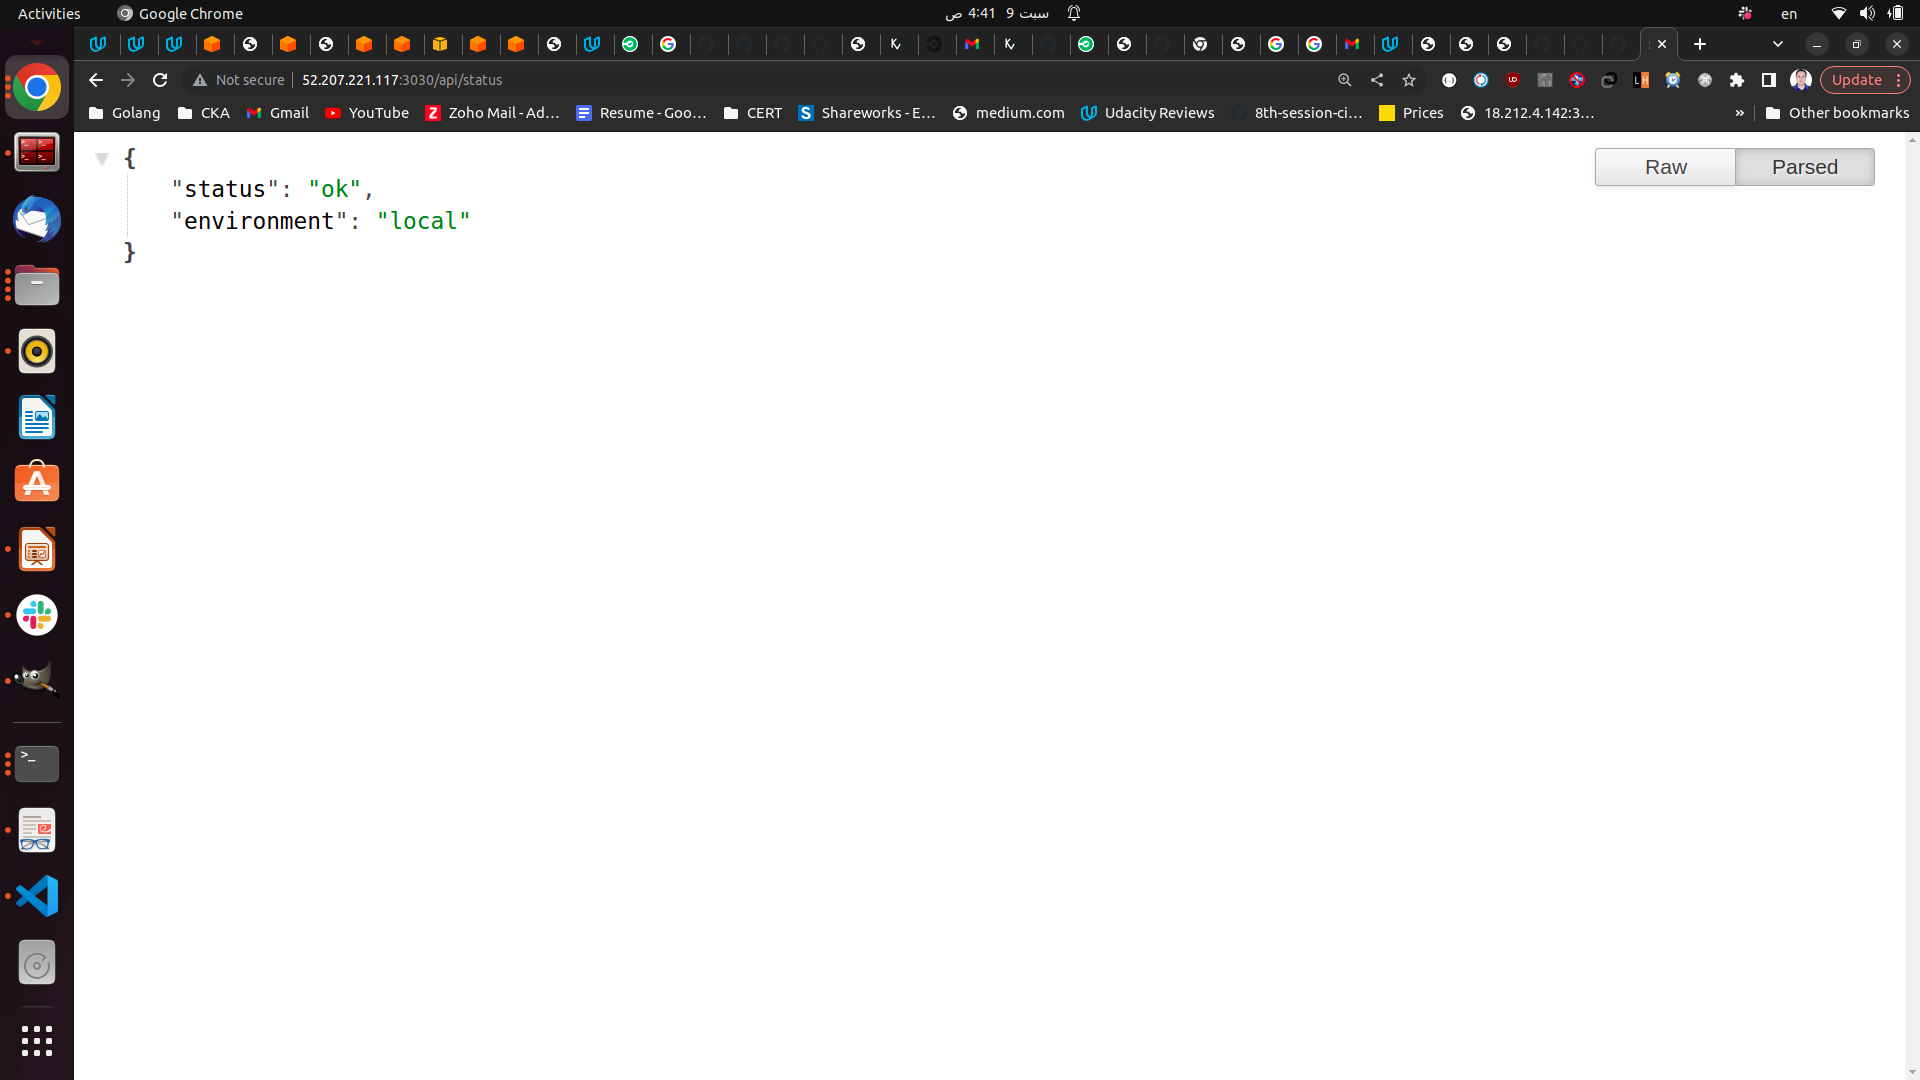 Activities
Google Chrome
سبت 9  4:41 ص
en
Not secure
52.207.221.117:3030/api/status
Update
Golang
CKA
Gmail
YouTube
Zoho Mail - Ad...
Resume - Goo...
CERT
Shareworks - E...
medium.com
Udacity Reviews
8th-session-ci...
Prices
18.212.4.142:3...
»
Other bookmarks
{
"status": "ok",
"environment": "local"
}
Raw
Parsed